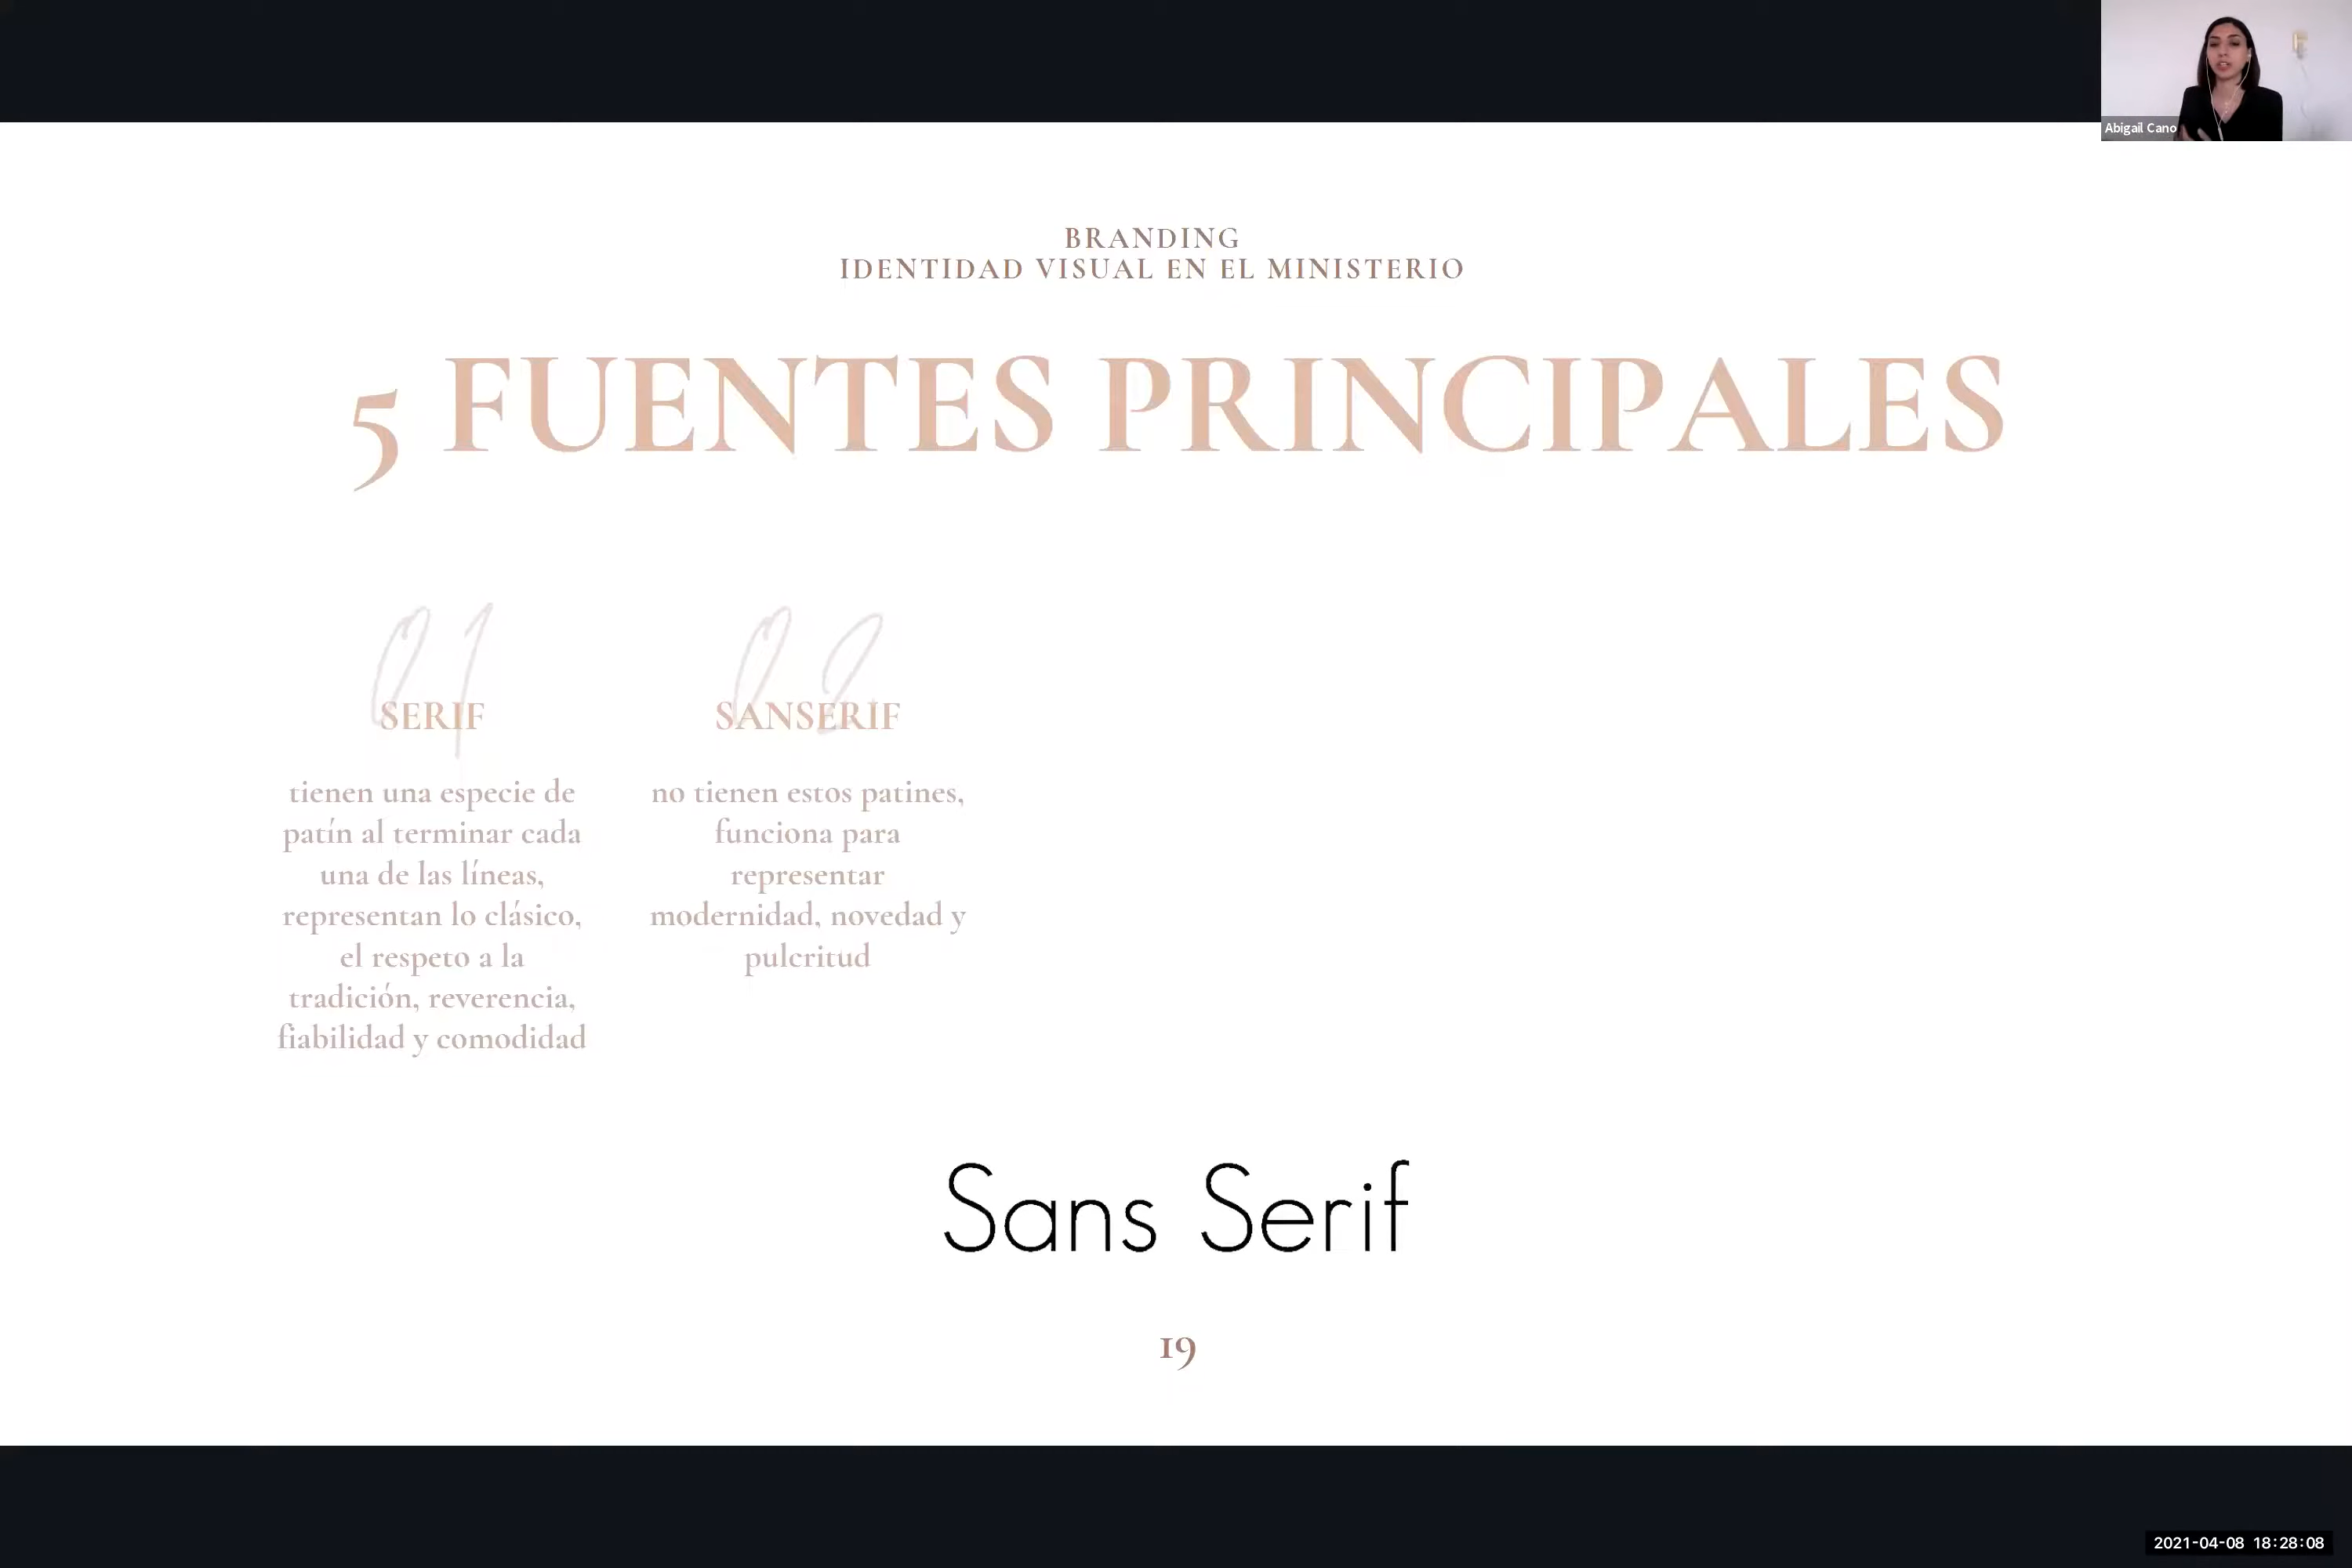 Abigail Cano
BRANDING
IDENTIDAD VISUAL EN EL MINISTERIO
5 FUENTES PRINCIPALES
01
SERIF
tienen una especie de
patín al terminar cada
una de las líneas,
representan lo clásico,
el respeto a la
tradición, reverencia,
fiabilidad y comodidad
02
SANSERIF
no tienen estos patines,
funciona para
representar
modernidad, novedad y
pulcritud
Sans Serif
19
2021-04-08 18:28:08